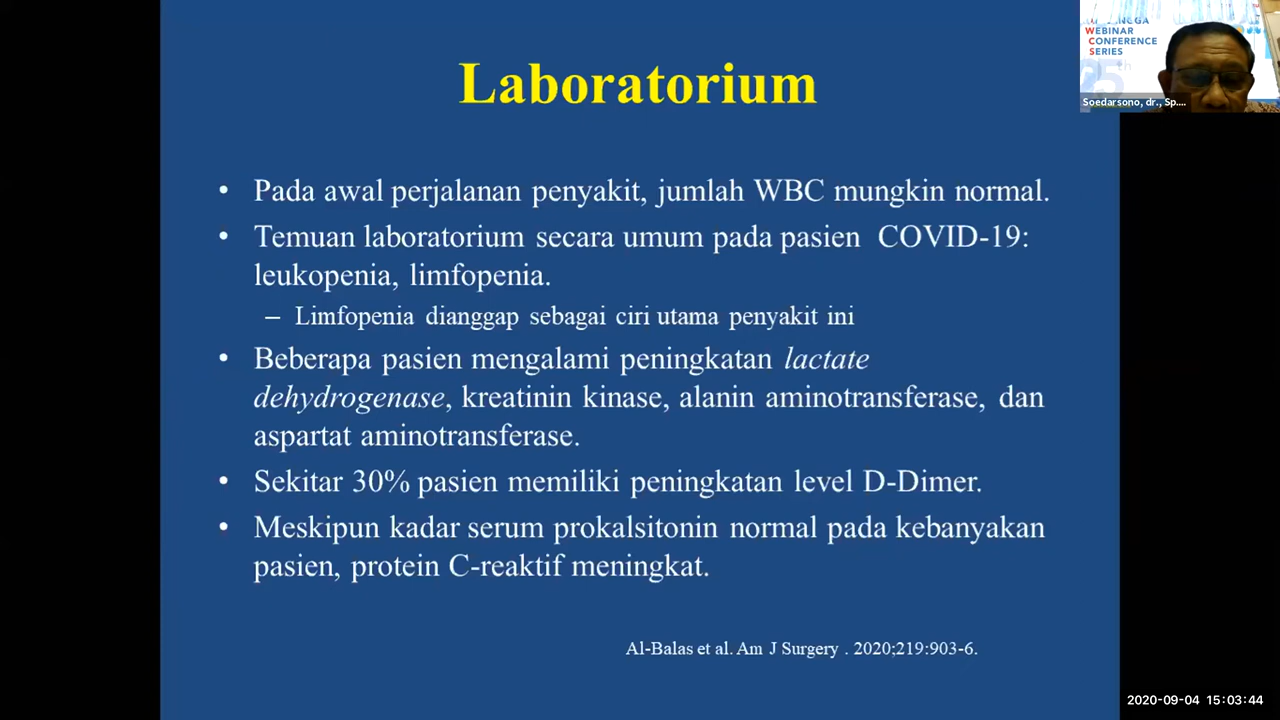 Laboratorium
• Pada awal perjalanan penyakit, jumlah WBC mungkin normal.
• Temuan laboratorium secara umum pada pasien COVID-19:
leukopenia, limfopenia.
– Limfopenia dianggap sebagai ciri utama penyakit ini
• Beberapa pasien mengalami peningkatan lactate
dehydrogenase, kreatinin kinase, alanin aminotransferase, dan
aspartat aminotransferase.
• Sekitar 30% pasien memiliki peningkatan level D-Dimer.
• Meskipun kadar serum prokalsitonin normal pada kebanyakan
pasien, protein C-reaktif meningkat.
Al-Balas et al. Am J Surgery . 2020;219:903-6.
WEBINAR
CONFERENCE
SERIES
Soedarsono, dr., Sp....
2020-09-04 15:03:44